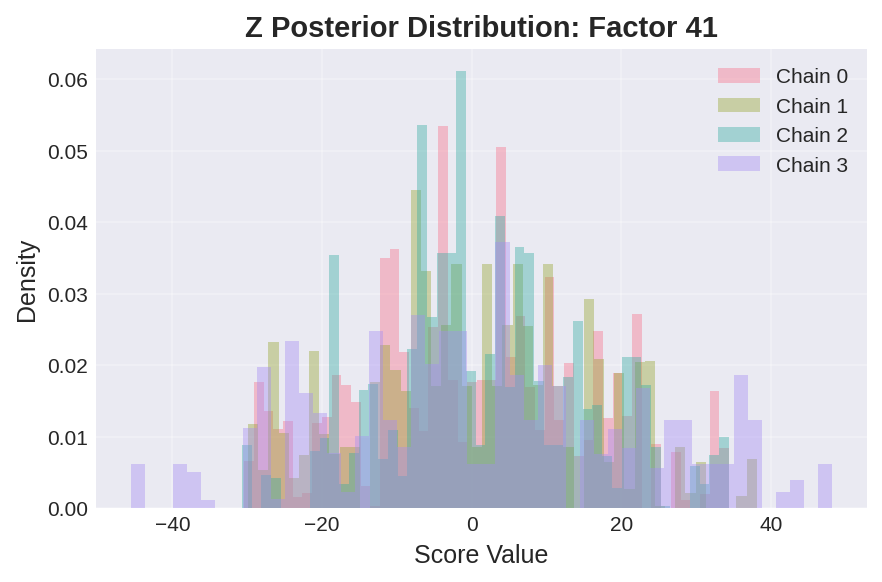 Z Posterior Distribution: Factor 41
Chain 0
Chain 1
Chain 2
Chain 3
0.06
0.05
0.04
0.03
0.02
0.01
0.00
Density
−40
−20
0
20
40
Score Value